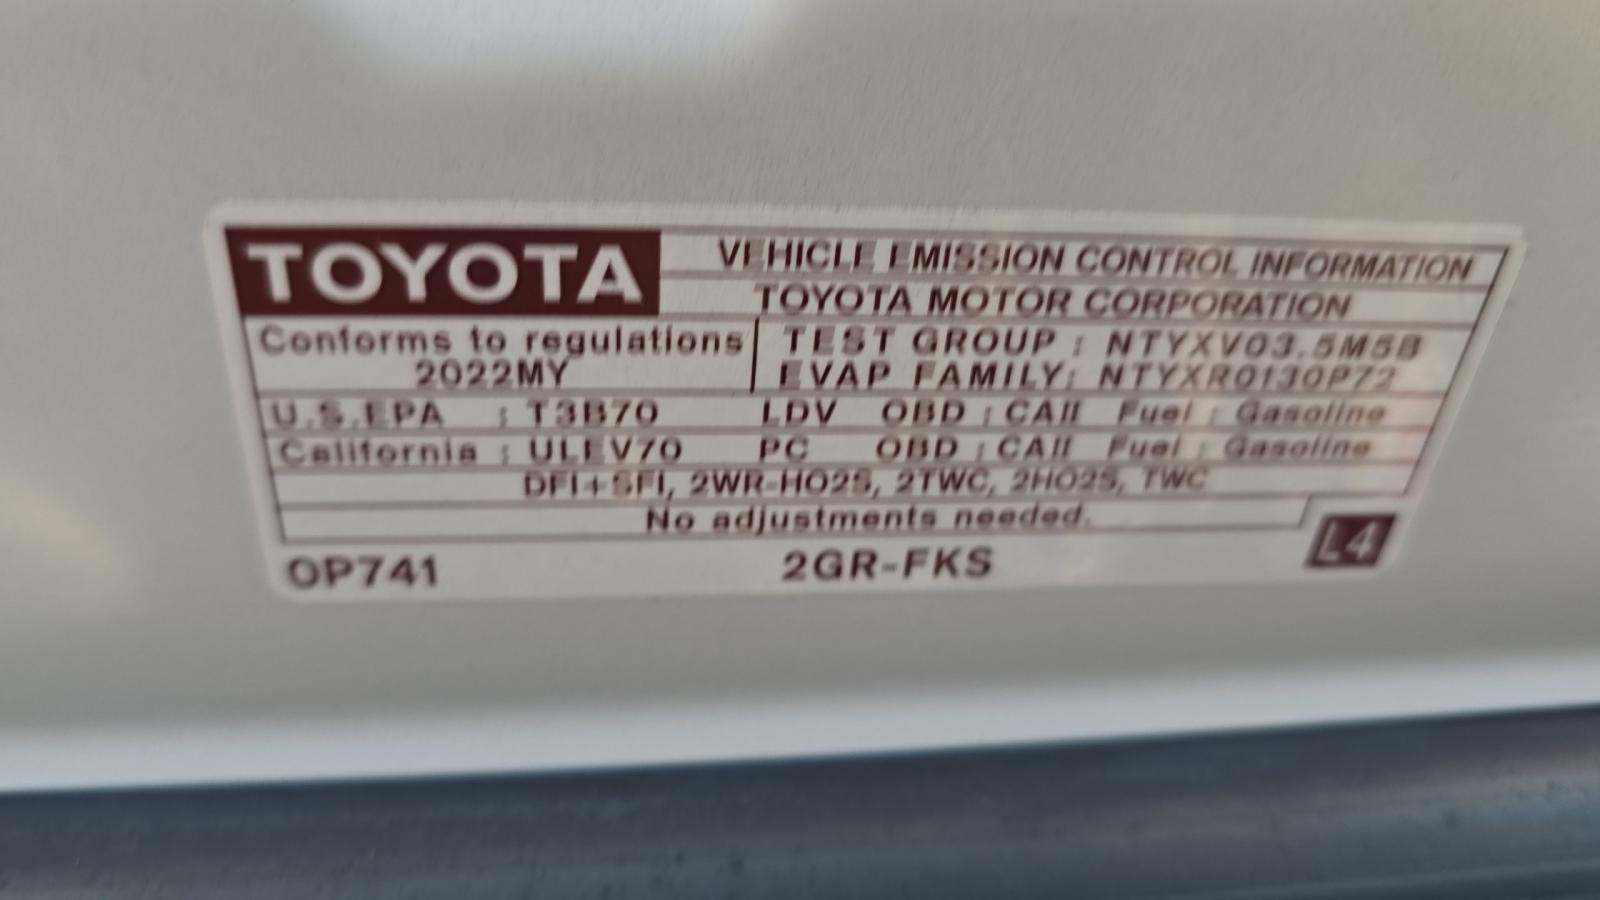 TOYOTA VEHICLE EMISSION CONTROL INFORMATION
TOYOTA MOTOR CORPORATION
Conforms to regulations
2022MY
TEST GROUP : NTYXV03.5M5B
EVAP FAMILY: NTYXR0130P72
U.S.EPA : T3B70 LDV OBD : CAII Fuel : Gasoline
California : ULEV70 PC OBD : CAII Fuel : Gasoline
DFI+SFI, 2WR-HO2S, 2TWC, 2HO2S, TWC
No adjustments needed.
0P741 2GR-FKS L4